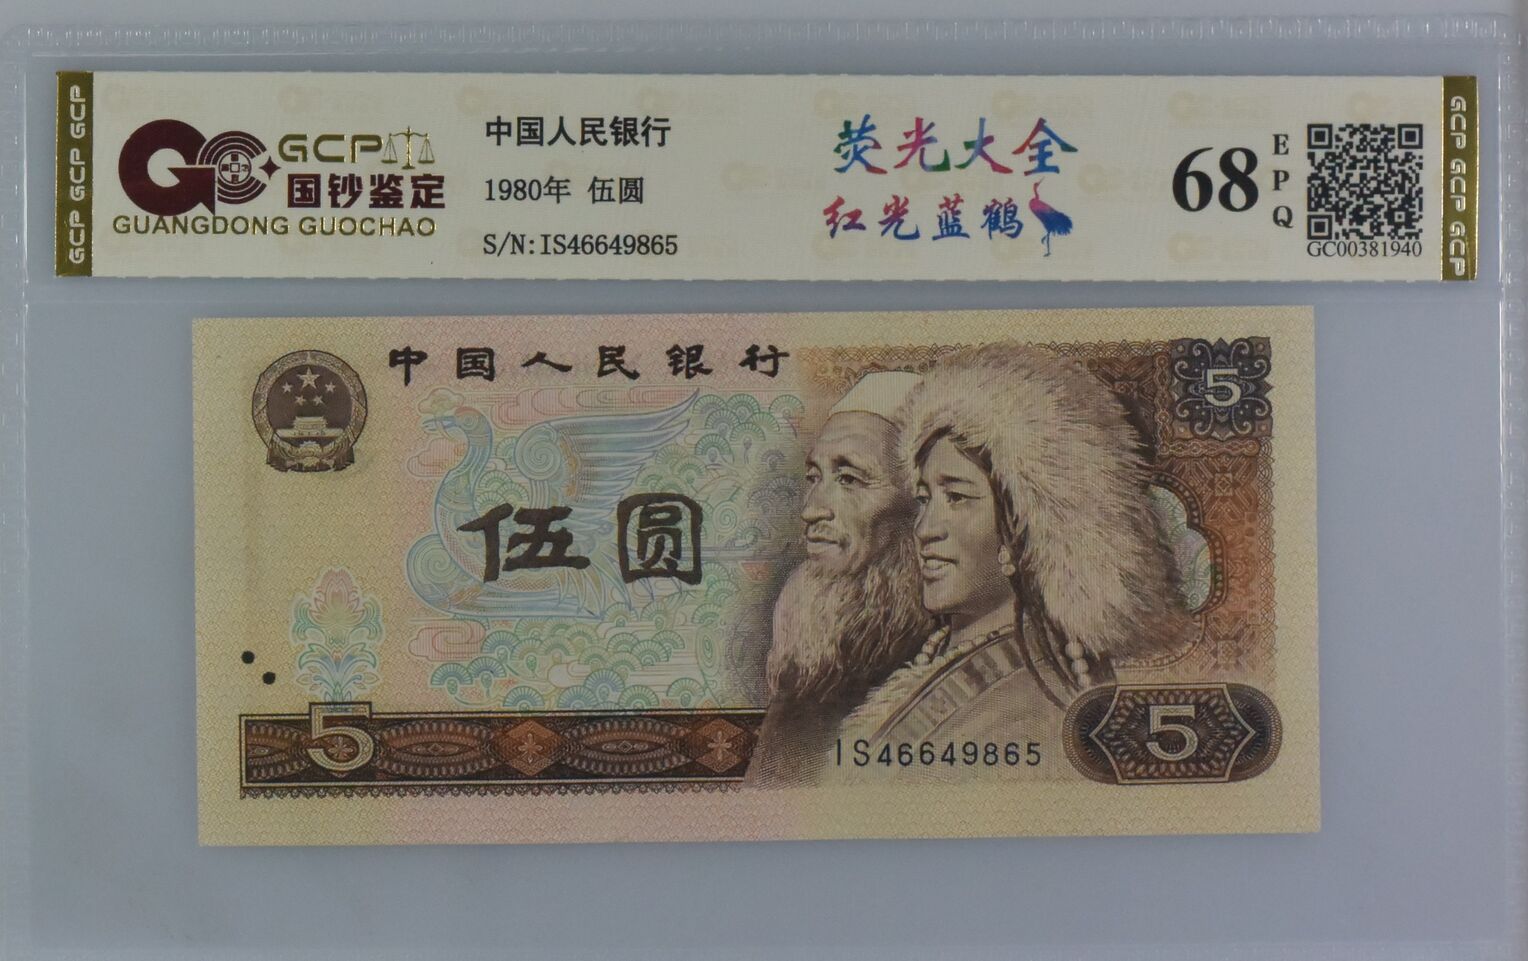 GCP GCP GCP
GCP
国钞鉴定
GUANGDONG GUOCHAO
中国人民银行
1980年 伍圆
S/N:IS46649865
荧光大全
红光蓝鹤
68
EPQ
GC00381940
GCP GCP GCP
中国人民银行
5
伍圆
5
IS46649865
5